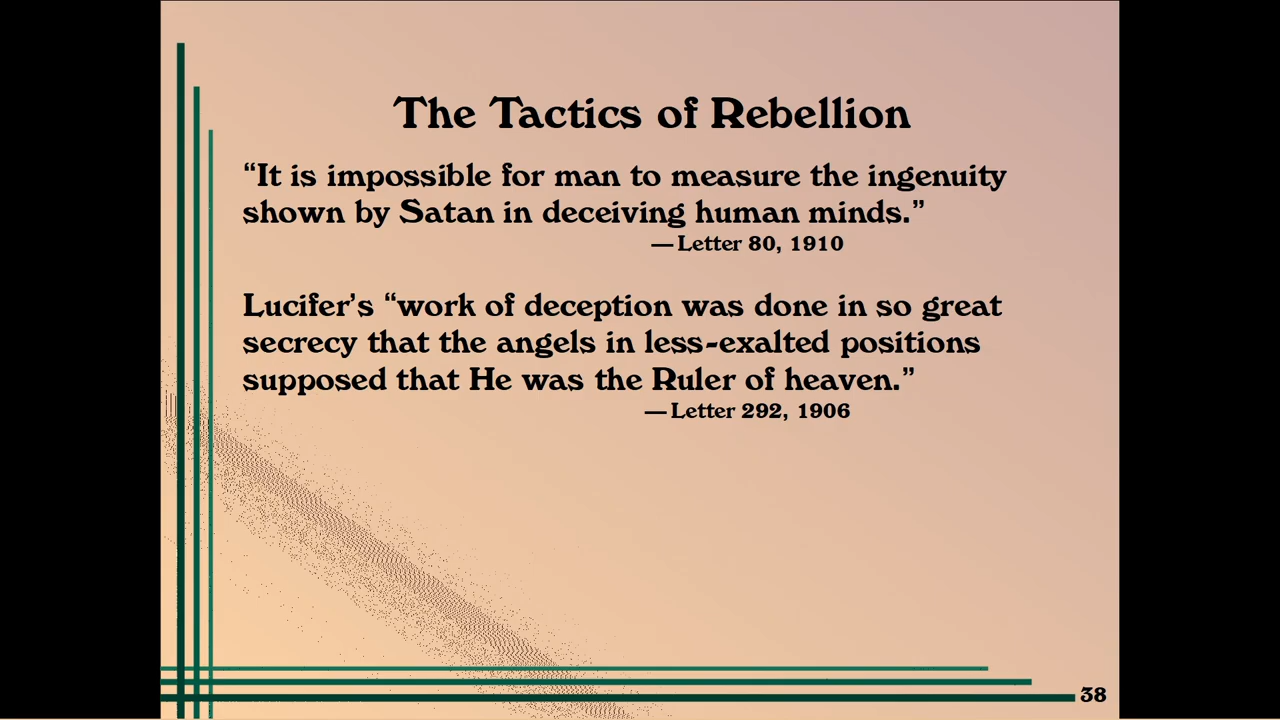 The Tactics of Rebellion
“It is impossible for man to measure the ingenuity
shown by Satan in deceiving human minds.”
—Letter 80, 1910
Lucifer’s “work of deception was done in so great
secrecy that the angels in less-exalted positions
supposed that He was the Ruler of heaven.”
—Letter 292, 1906
38